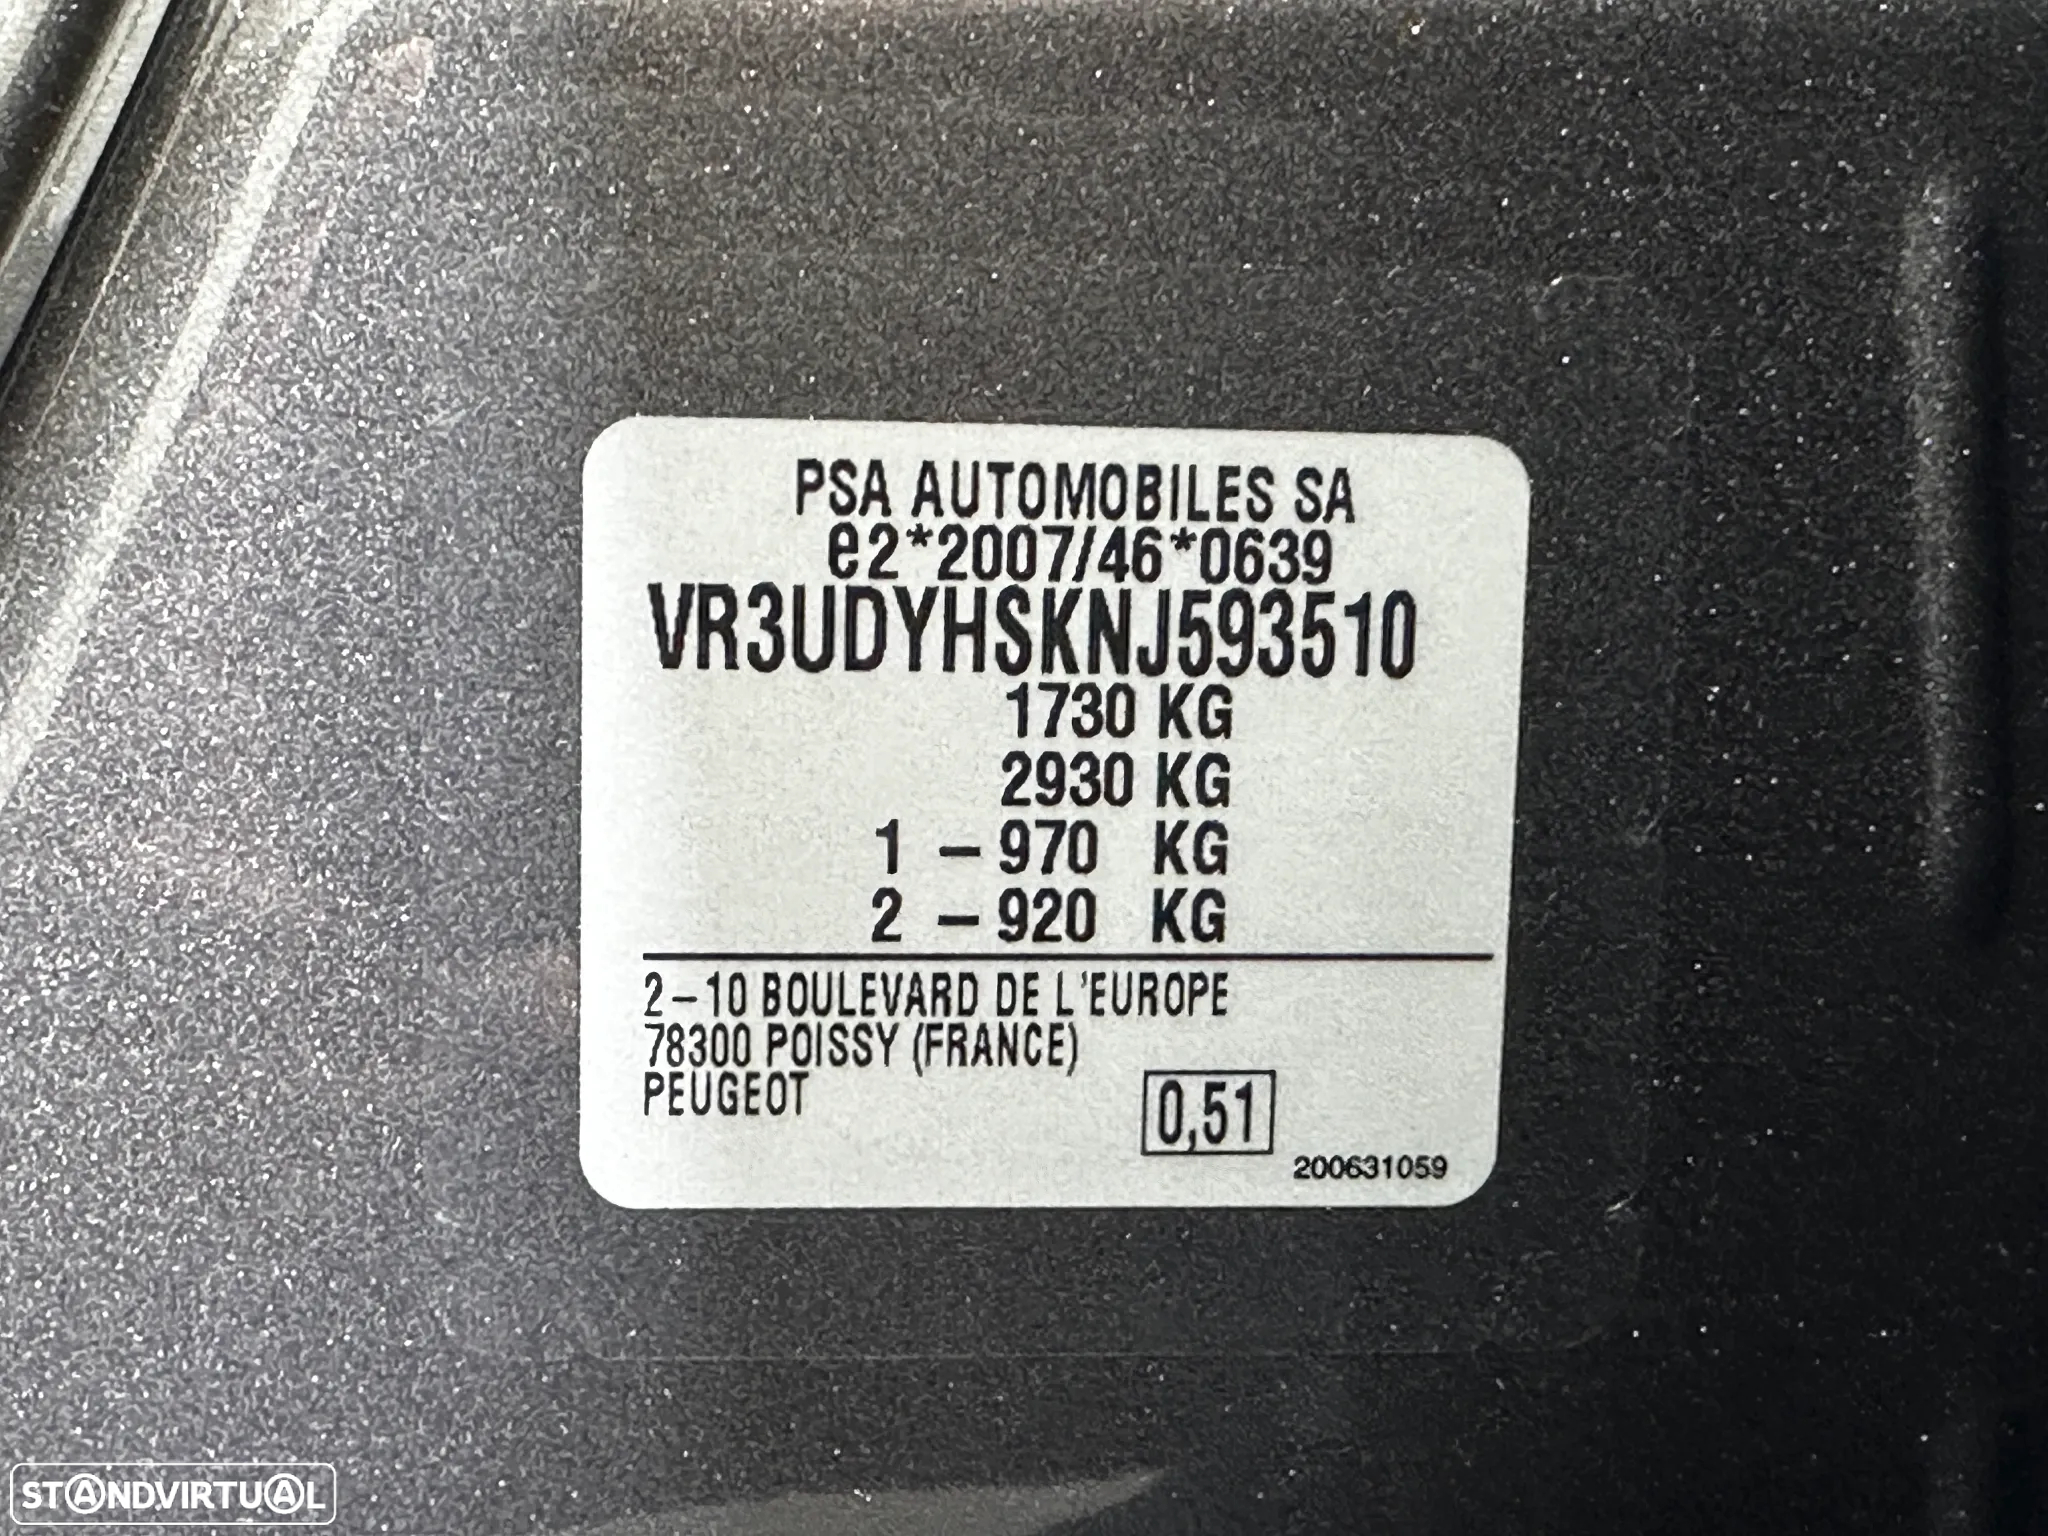 PSA AUTOMOBILES SA
e2*2007/46*0639
VR3UDYHSKNJ593510
1730 KG
2930 KG
1 – 970 KG
2 – 920 KG
2–10 BOULEVARD DE L'EUROPE
78300 POISSY (FRANCE)
PEUGEOT
0,51
200631059
STANDVIRTUAL